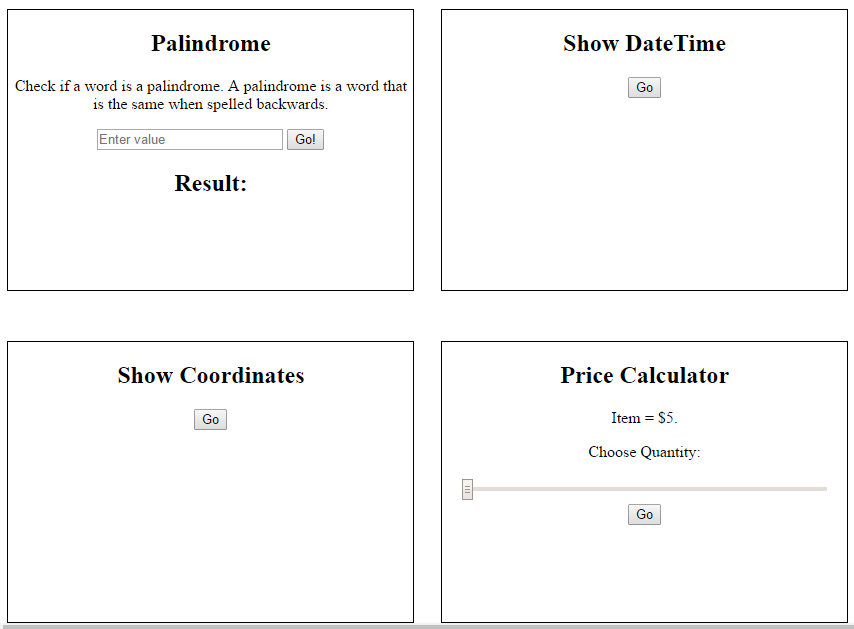 Palindrome
Check if a word is a palindrome. A palindrome is a word that
is the same when spelled backwards.
Enter value Go!
Result:
Show DateTime
Go
Show Coordinates
Go
Price Calculator
Item = $5.
Choose Quantity:
Go